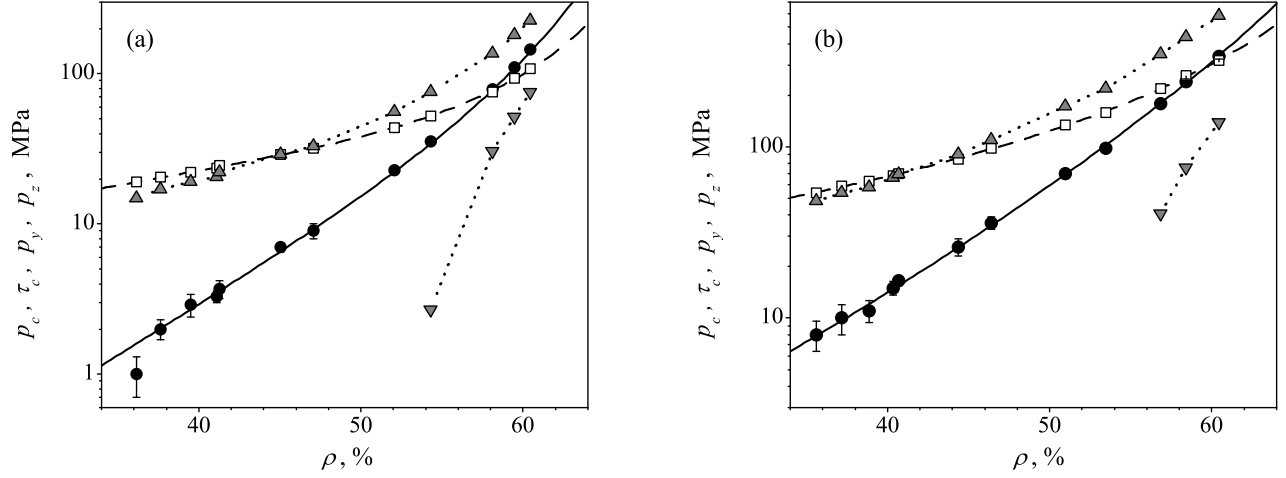 (a)
100
10
1
p_c , τ_c , p_y , p_z , MPa
40 50 60
ρ , %
(b)
100
10
p_c , τ_c , p_y , p_z , MPa
40 50 60
ρ , %